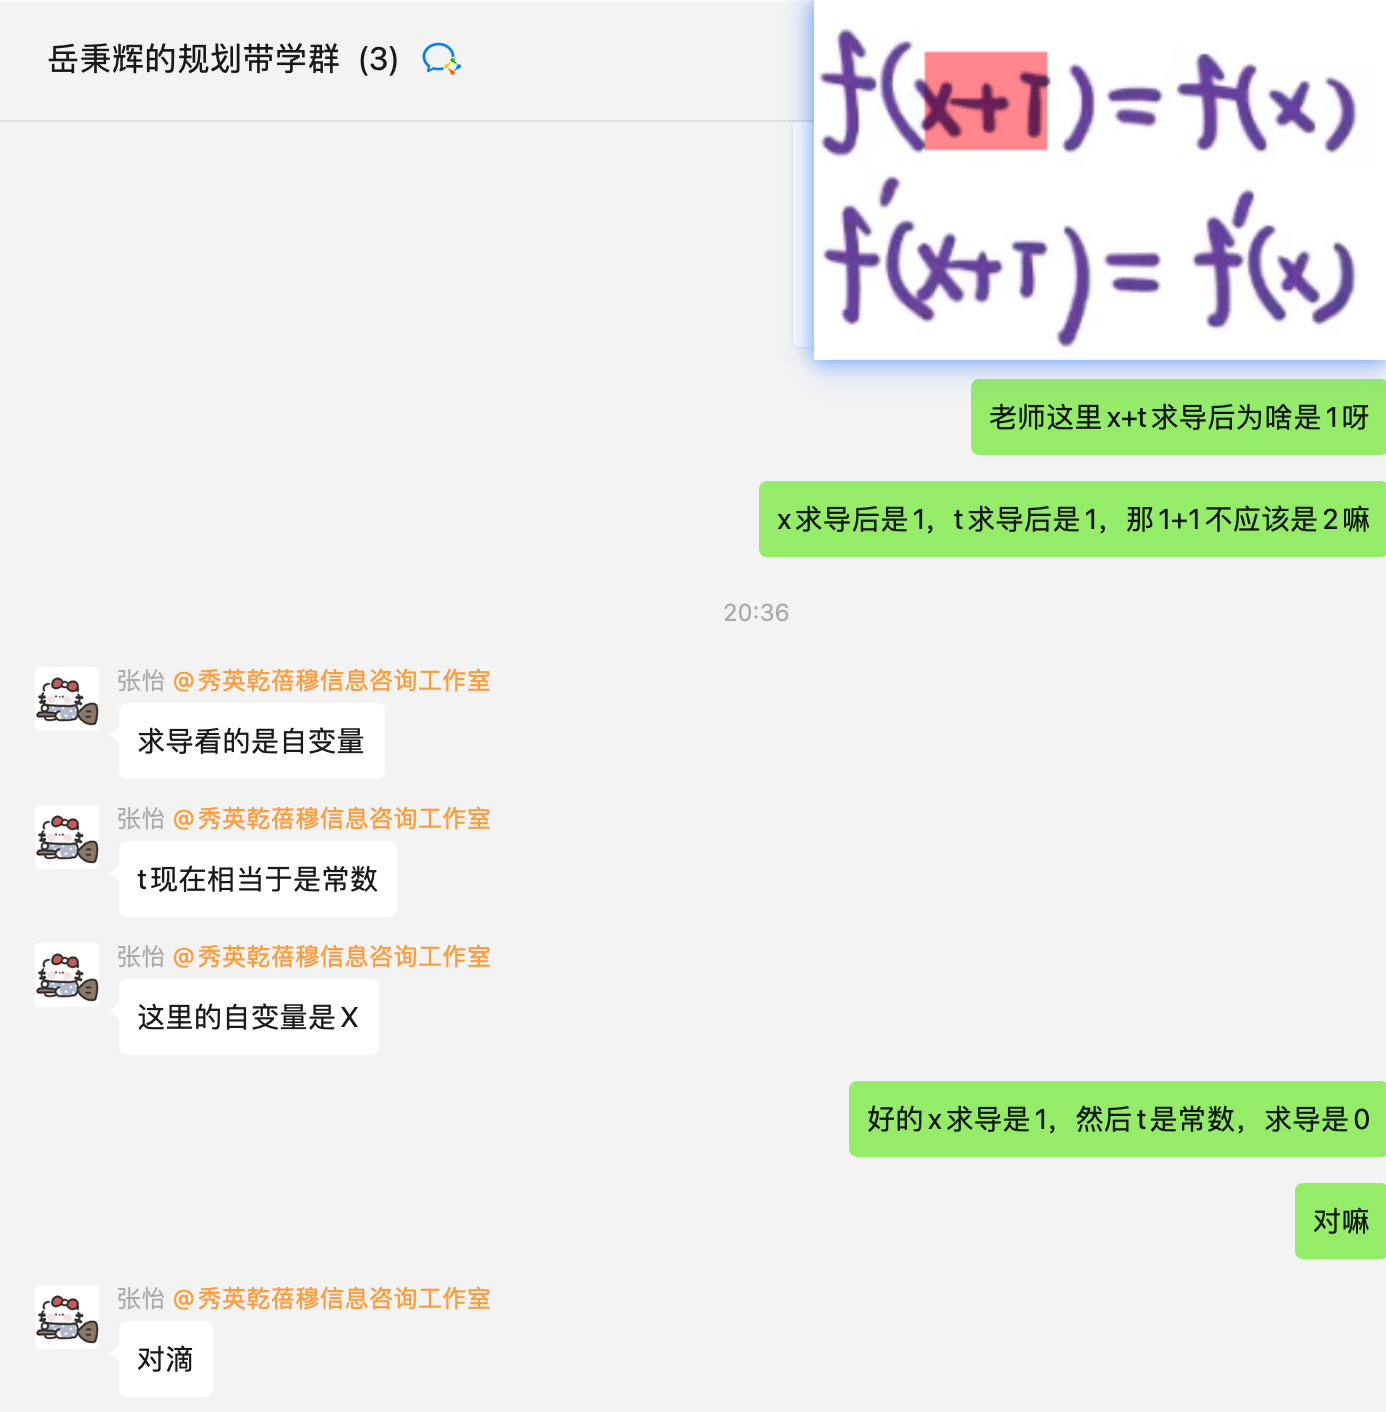 岳秉辉的规划带学群（3）
f(x+T)=f(x)
f'(x+T)=f'(x)
老师这里x+t求导后为啥是1呀
x求导后是1，t求导后是1，那1+1不应该是2嘛
20:36
张怡 @秀英乾蓓穆信息咨询工作室
求导看的是自变量
张怡 @秀英乾蓓穆信息咨询工作室
t现在相当于是常数
张怡 @秀英乾蓓穆信息咨询工作室
这里的自变量是X
好的x求导是1，然后t是常数，求导是0
对嘛
张怡 @秀英乾蓓穆信息咨询工作室
对滴